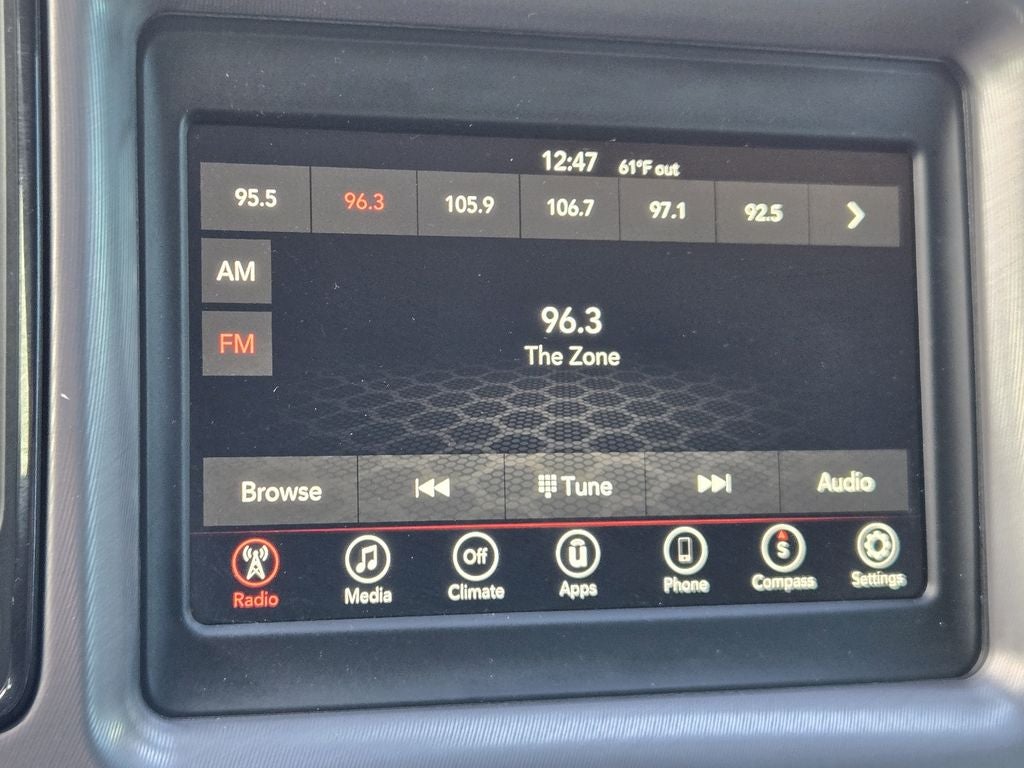 12:47 61°F out
95.5 96.3 105.9 106.7 97.1 92.5
AM
FM
96.3
The Zone
Browse Tune Audio
Off S
Radio Media Climate Apps Phone Compass Settings